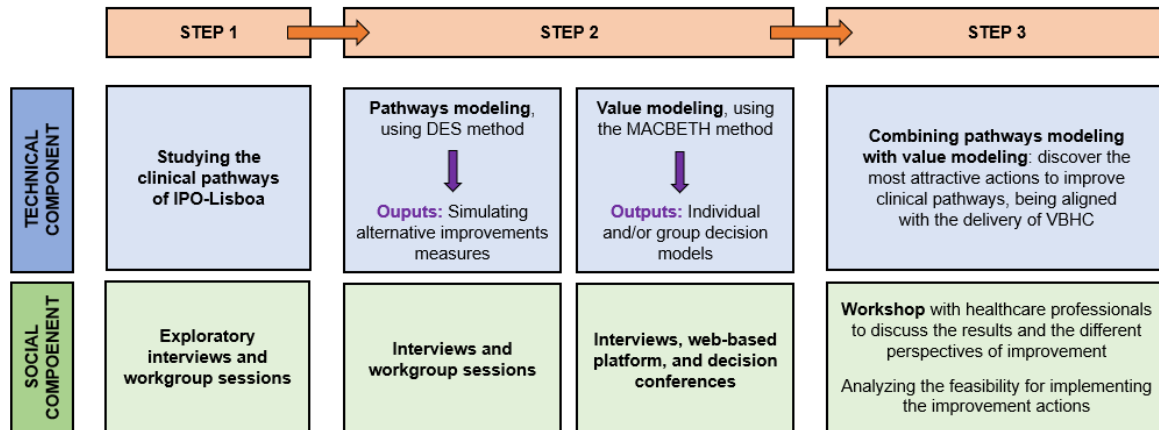 STEP 1
STEP 2
STEP 3
TECHNICAL
COMPONENT
Studying the
clinical pathways
of IPO-Lisboa
Pathways modeling,
using DES method
Ouputs: Simulating
alternative improvements
measures
Value modeling, using
the MACBETH method
Outputs: Individual
and/or group decision
models
Combining pathways modeling
with value modeling: discover the
most attractive actions to improve
clinical pathways, being aligned
with the delivery of VBHC
SOCIAL
COMPOENENT
Exploratory
interviews and
workgroup sessions
Interviews and
workgroup sessions
Interviews, web-based
platform, and decision
conferences
Workshop with healthcare professionals
to discuss the results and the different
perspectives of improvement
Analyzing the feasibility for implementing
the improvement actions